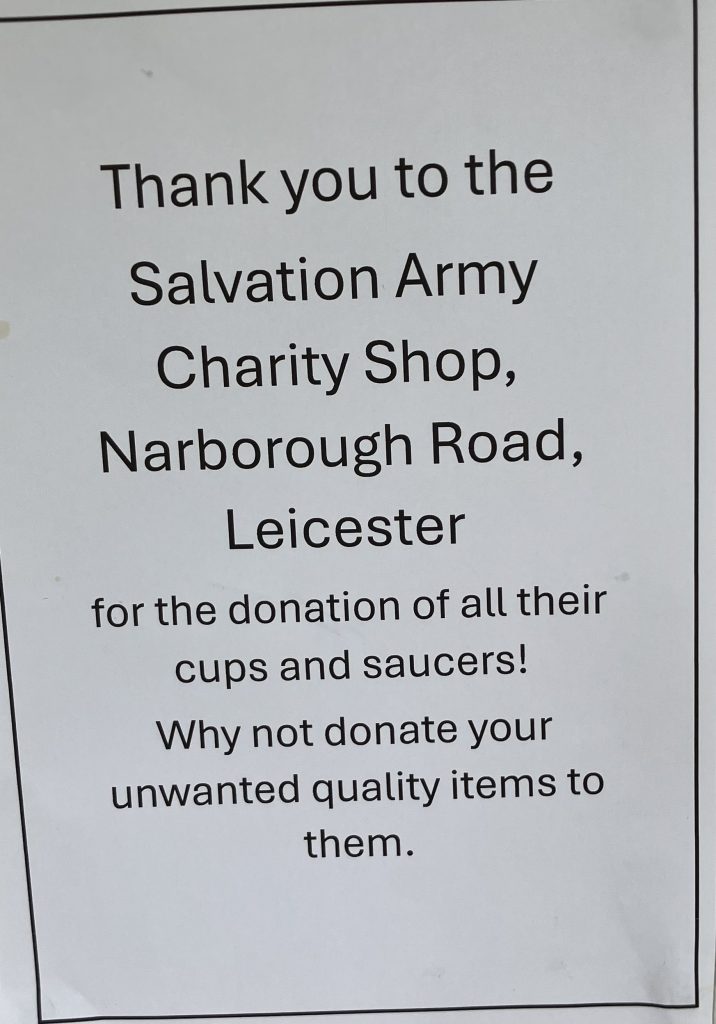 Thank you to the
Salvation Army
Charity Shop,
Narborough Road,
Leicester
for the donation of all their
cups and saucers!
Why not donate your
unwanted quality items to
them.